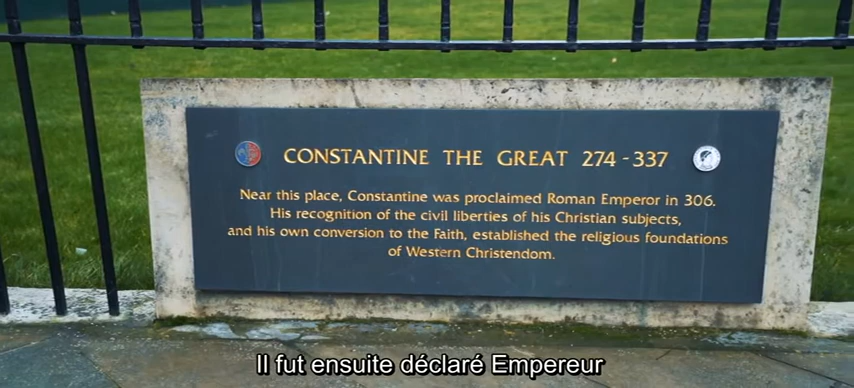 CONSTANTINE THE GREAT 274-337
Near this place, Constantine was proclaimed Roman Emperor in 306.
His recognition of the civil liberties of his Christian subjects,
and his own conversion to the Faith, established the religious foundations
of Western Christendom.
Il fut ensuite déclaré Empereur